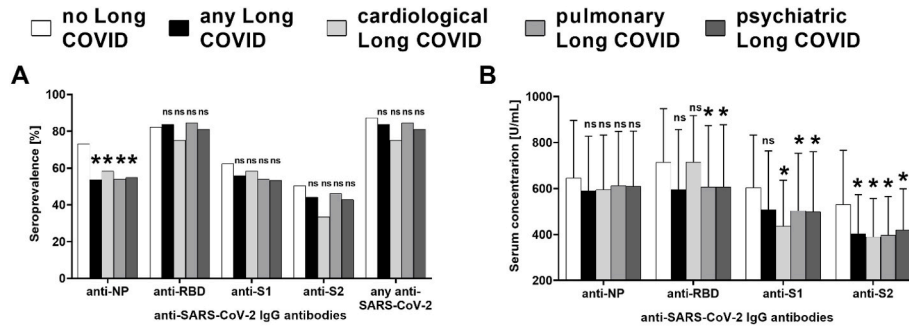 no Long COVID
any Long COVID
cardiological Long COVID
pulmonary Long COVID
psychiatric Long COVID
A
Seroprevalence [%]
100
80
60
40
20
0
****
ns ns ns ns
ns ns ns ns
ns ns ns ns
ns ns ns ns
anti-NP
anti-RBD
anti-S1
anti-S2
any anti-
SARS-CoV-2
anti-SARS-CoV-2 IgG antibodies
B
Serum concentrarion [U/mL]
1000
800
600
400
200
ns ns ns ns
ns ns * *
ns * * *
* * * *
anti-NP
anti-RBD
anti-S1
anti-S2
anti-SARS-CoV-2 IgG antibodies